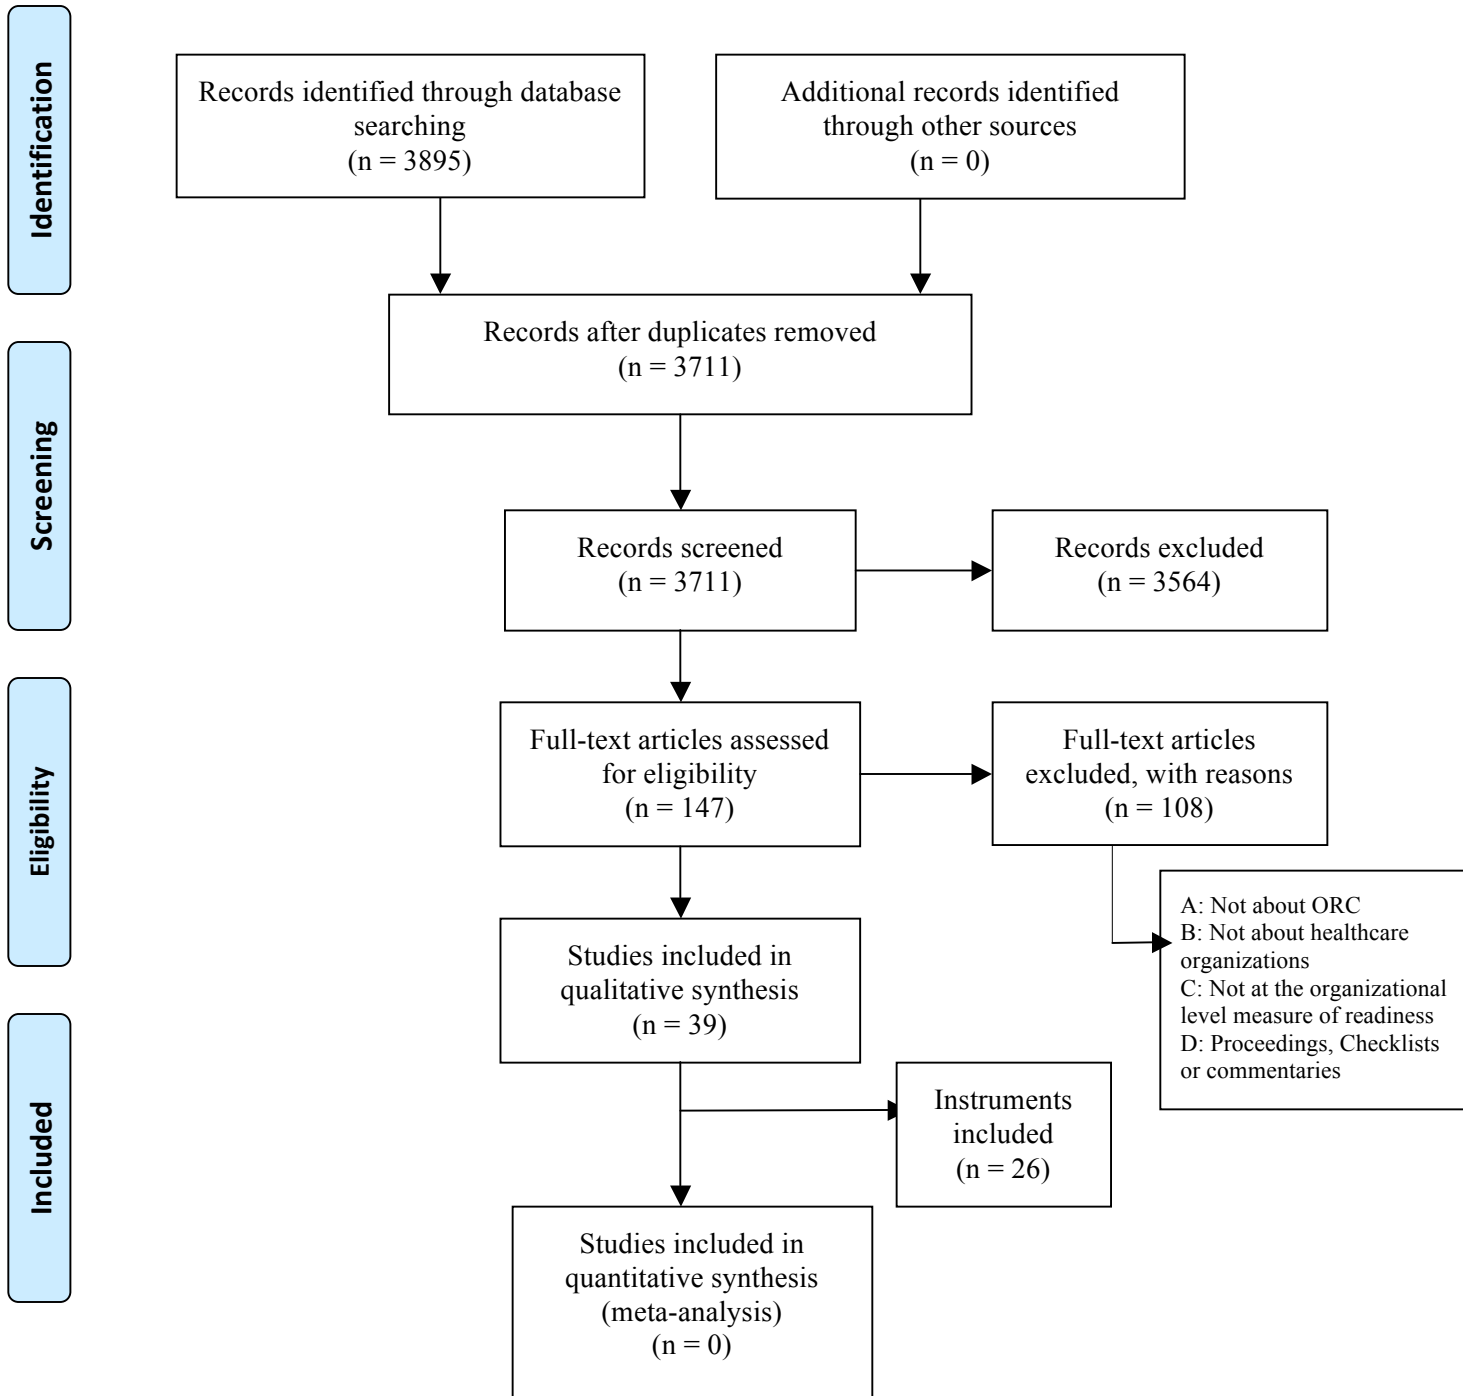 Identification
Records identified through database
searching
(n = 3895)
Additional records identified
through other sources
(n = 0)
Records after duplicates removed
(n = 3711)
Screening
Records screened
(n = 3711)
Records excluded
(n = 3564)
Eligibility
Full-text articles assessed
for eligibility
(n = 147)
Full-text articles
excluded, with reasons
(n = 108)
A: Not about ORC
B: Not about healthcare
organizations
C: Not at the organizational
level measure of readiness
D: Proceedings, Checklists
or commentaries
Studies included in
qualitative synthesis
(n = 39)
Included
Instruments
included
(n = 26)
Studies included in
quantitative synthesis
(meta-analysis)
(n = 0)